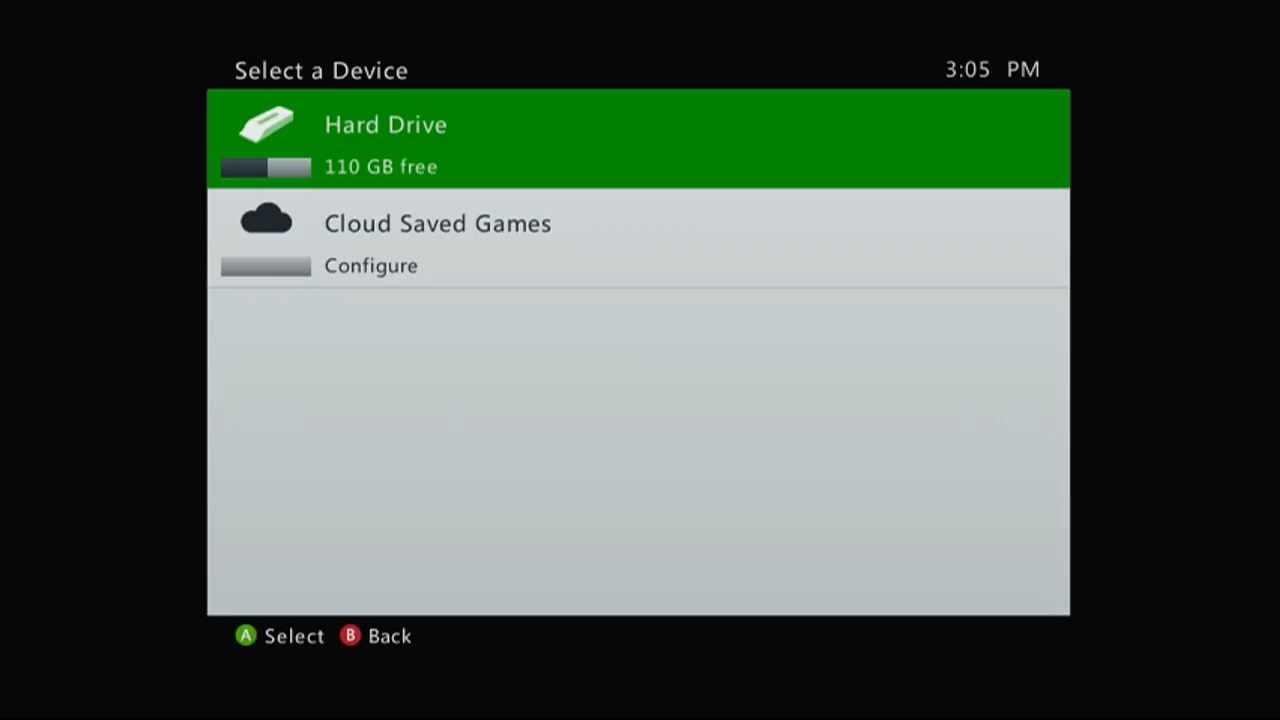 Select a Device
3:05 PM
Hard Drive
110 GB free
Cloud Saved Games
Configure
A Select B Back